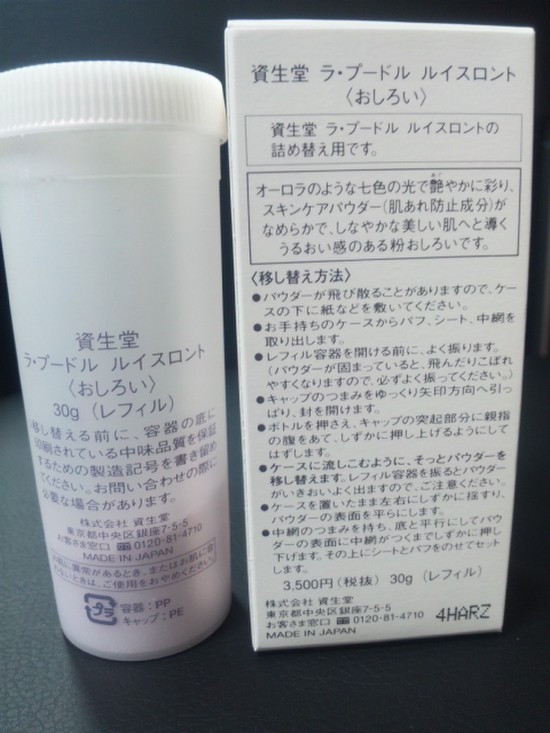 資生堂
ラ・プードル ルイスロント
〈おしろい〉
30g (レフィル)
移し替える前に、容器の底に
印刷されている中味品質を保証
するための製造記号を書き留め
てください。お問い合わせの際に
必要な場合があります。
株式会社 資生堂
東京都中央区銀座7-5-5
お客さま窓口 0120-81-4710
MADE IN JAPAN
に異常があるとき、またはお肌に合
わないときは、ご使用をおやめください。
プラ
容器:PP
キャップ:PE
資生堂 ラ・プードル ルイスロント
〈おしろい〉
資生堂 ラ・プードル ルイスロントの
詰め替え用です。
オーロラのような七色の光で艶やかに彩り、
スキンケアパウダー(肌あれ防止成分)が
なめらかで、しなやかな美しい肌へと導く
うるおい感のある粉おしろいです。
〈移し替え方法〉
●パウダーが飛び散ることがありますので、ケー
スの下に紙などを敷いてください。
●お手持ちのケースからパフ、シート、中網を
取り出します。
●レフィル容器を開ける前に、よく振ります。
(パウダーが固まっていると、飛んだりこぼれ
やすくなりますので、必ずよく振ってください。)
●キャップのつまみをゆっくり矢印方向へ引っ
ぱり、封を開けます。
●ボトルを押さえ、キャップの突起部分に親指
の腹をあて、しずかに押し上げるようにして
はずします。
●ケースに流しこむように、そっとパウダーを
移し替えます。レフィル容器を振るとパウダー
がいきおいよく出ますので、ご注意ください。
●ケースを置いたまま左右にしずかに揺すり、
パウダーの表面を平らにします。
●中網のつまみを持ち、底と平行にしてパウ
ダーの表面に中網がつくまでしずかに押し
下げます。その上にシートとパフをのせてセット
します。
3,500円(税抜) 30g (レフィル)
株式会社 資生堂
東京都中央区銀座7-5-5
お客さま窓口 0120-81-4710
MADE IN JAPAN
4HARZ